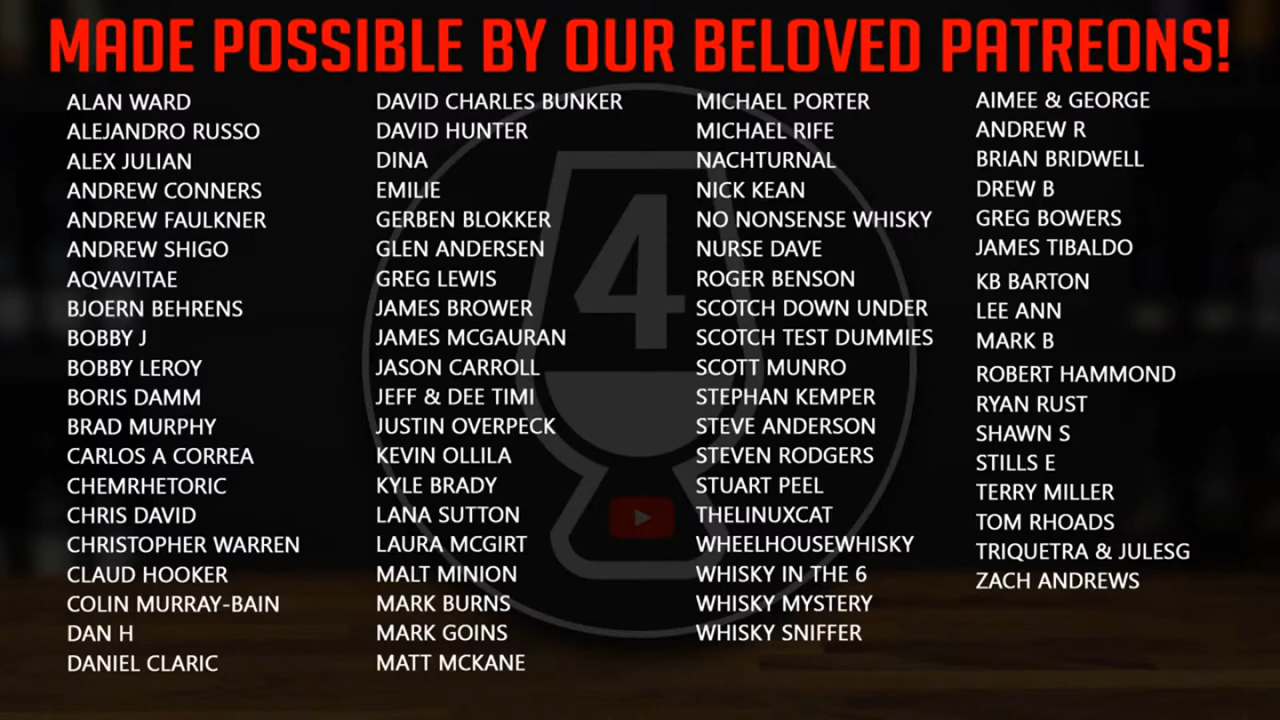 MADE POSSIBLE BY OUR BELOVED PATREONS!
ALAN WARD
ALEJANDRO RUSSO
ALEX JULIAN
ANDREW CONNERS
ANDREW FAULKNER
ANDREW SHIGO
AQVAVITAE
BJOERN BEHRENS
BOBBY J
BOBBY LEROY
BORIS DAMM
BRAD MURPHY
CARLOS A CORREA
CHEMRHETORIC
CHRIS DAVID
CHRISTOPHER WARREN
CLAUD HOOKER
COLIN MURRAY-BAIN
DAN H
DANIEL CLARIC
DAVID CHARLES BUNKER
DAVID HUNTER
DINA
EMILIE
GERBEN BLOKKER
GLEN ANDERSEN
GREG LEWIS
JAMES BROWER
JAMES MCGAURAN
JASON CARROLL
JEFF & DEE TIMI
JUSTIN OVERPECK
KEVIN OLLILA
KYLE BRADY
LANA SUTTON
LAURA MCGIRT
MALT MINION
MARK BURNS
MARK GOINS
MATT MCKANE
MICHAEL PORTER
MICHAEL RIFE
NACHTURNAL
NICK KEAN
NO NONSENSE WHISKY
NURSE DAVE
ROGER BENSON
SCOTCH DOWN UNDER
SCOTCH TEST DUMMIES
SCOTT MUNRO
STEPHAN KEMPER
STEVE ANDERSON
STEVEN RODGERS
STUART PEEL
THELINUXCAT
WHEELHOUSEWHISKY
WHISKY IN THE 6
WHISKY MYSTERY
WHISKY SNIFFER
AIMEE & GEORGE
ANDREW R
BRIAN BRIDWELL
DREW B
GREG BOWERS
JAMES TIBALDO
KB BARTON
LEE ANN
MARK B
ROBERT HAMMOND
RYAN RUST
SHAWN S
STILLS E
TERRY MILLER
TOM RHOADS
TRIQUETRA & JULESG
ZACH ANDREWS
4